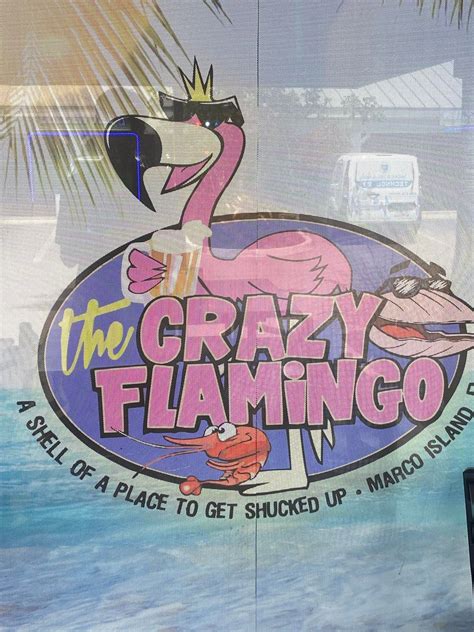 the CRAZY
FLAMiNGO
A SHELL OF A PLACE TO GET SHUCKED UP • MARCO ISLAND,